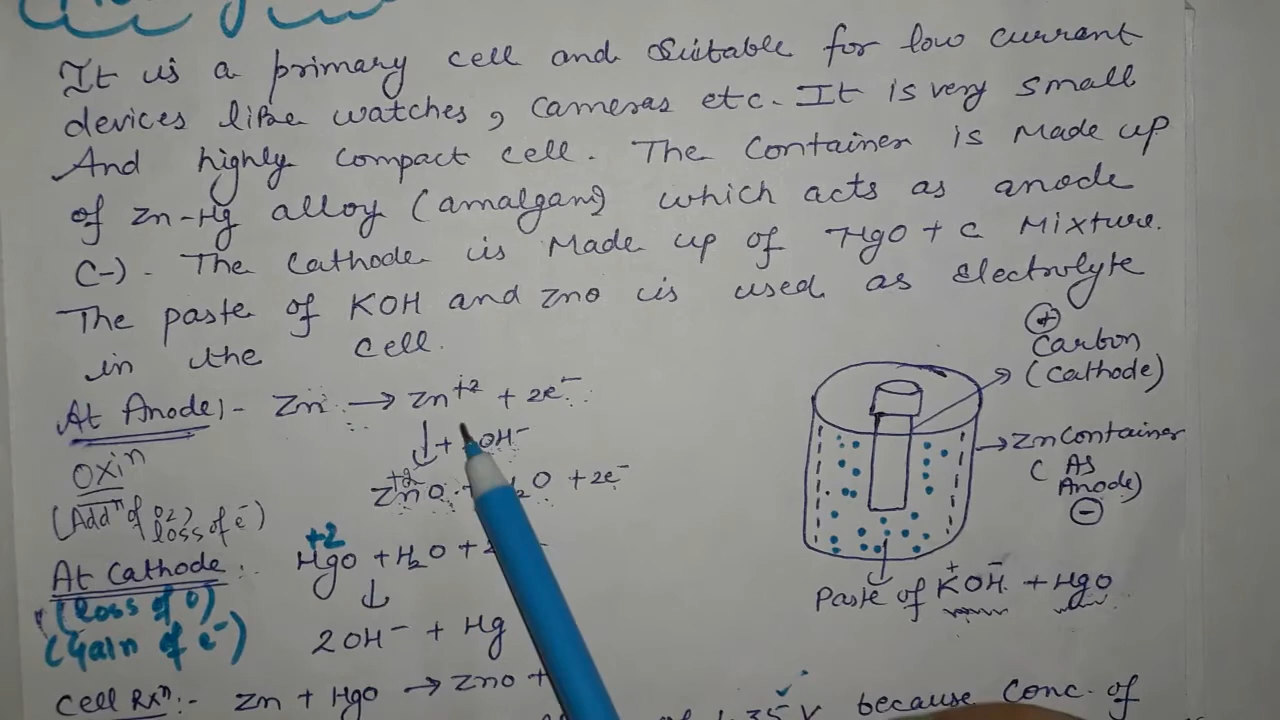 It is a primary cell and suitable for low current
devices like watches, cameras etc. It is very small
And highly compact cell. The container is Made up
of Zn-Hg alloy (amalgam) which acts as anode
(-). The cathode is Made up of HgO + C Mixture.
The paste of KOH and ZnO is used as Electrolyte
in the cell.
At Anode:- Zn → Zn+2 + 2e-
↓ + OH-
Oxin
+2
ZnO + O + 2e-
(Addn of O2)
loss of e-)
At Cathode:-
+2
HgO + H2O +
↓
(loss of O)
(Gain of e-)
2OH- + Hg
Cell Rxn:- Zn + HgO → ZnO +
1.35 V because Conc. of
+
Carbon
(Cathode)
→ Zn Container
(As
Anode)
-
Paste of K+OH- + HgO